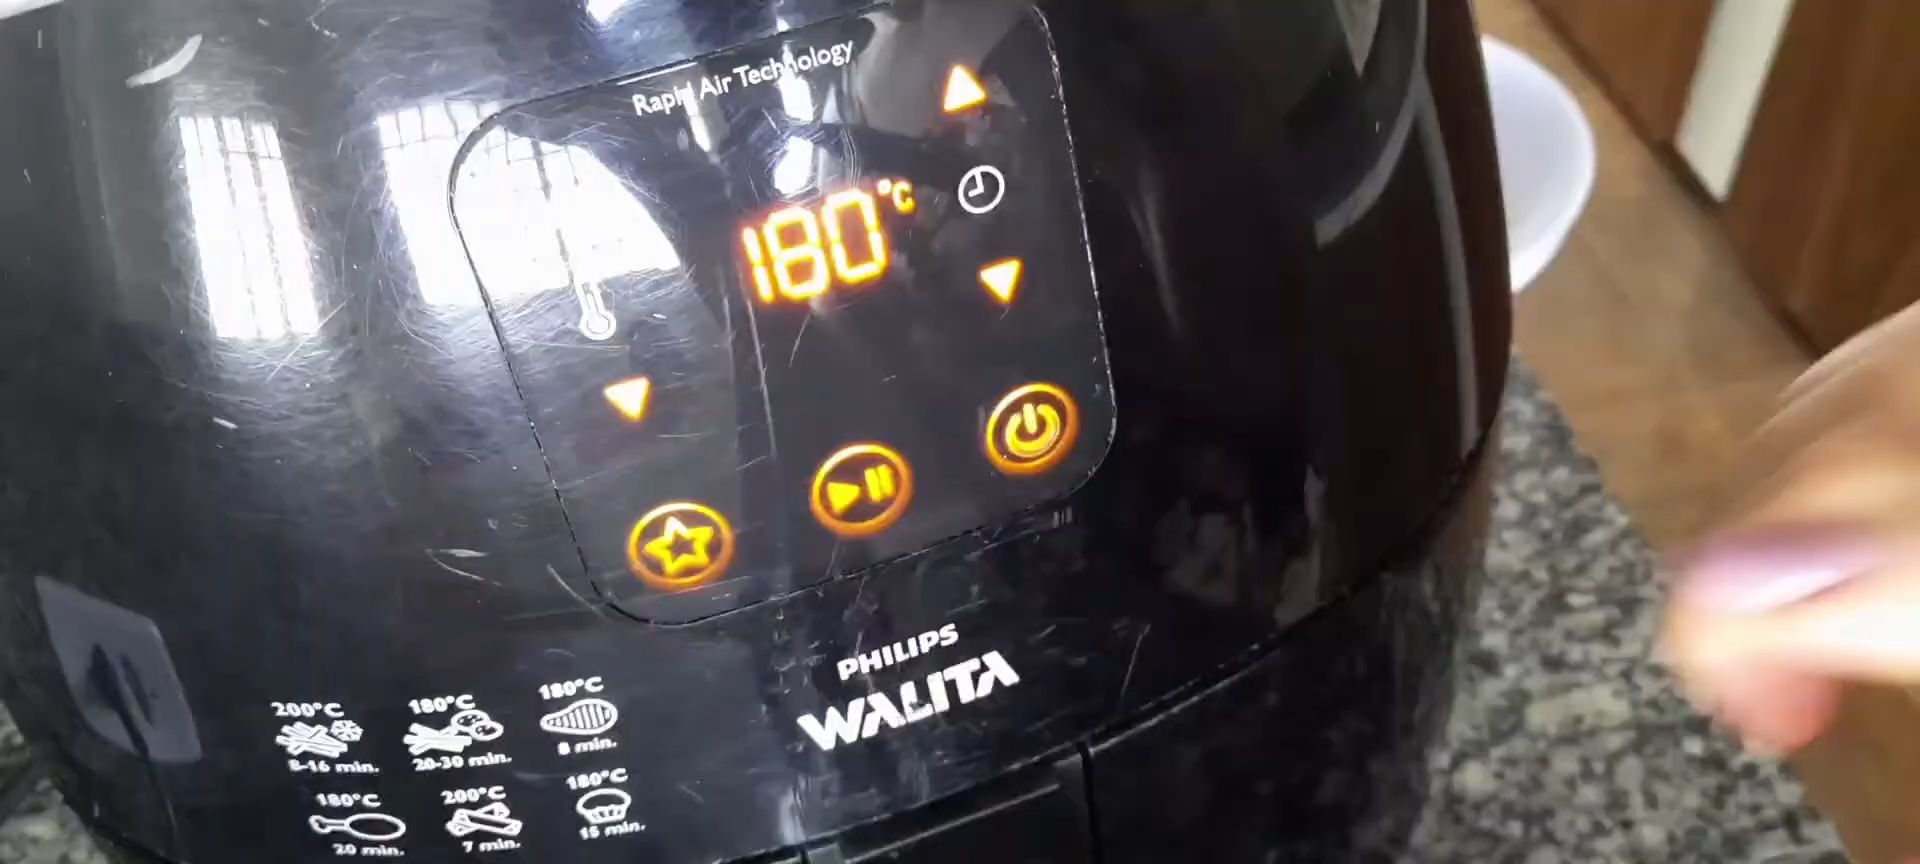 Rapid Air Technology
180°C
PHILIPS
WALITA
200°C
8-16 min.
180°C
20-30 min.
180°C
8 min.
180°C
20 min.
200°C
7 min.
180°C
15 min.